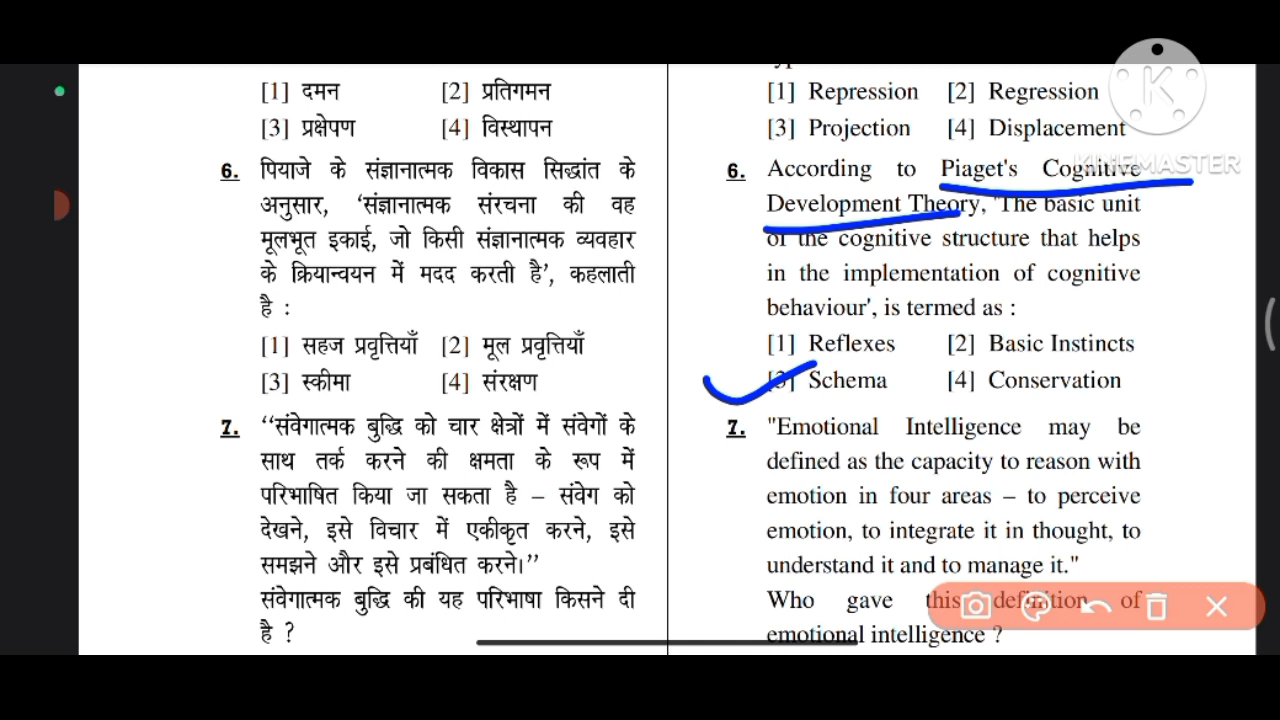 [1] दमन [2] प्रतिगमन
[3] प्रक्षेपण [4] विस्थापन
6. पियाजे के संज्ञानात्मक विकास सिद्धांत के
अनुसार, ‘संज्ञानात्मक संरचना की वह
मूलभूत इकाई, जो किसी संज्ञानात्मक व्यवहार
के क्रियान्वयन में मदद करती है’, कहलाती
है :
[1] सहज प्रवृत्तियाँ [2] मूल प्रवृत्तियाँ
[3] स्कीमा [4] संरक्षण
7. ‘‘संवेगात्मक बुद्धि को चार क्षेत्रों में संवेगों के
साथ तर्क करने की क्षमता के रूप में
परिभाषित किया जा सकता है – संवेग को
देखने, इसे विचार में एकीकृत करने, इसे
समझने और इसे प्रबंधित करने।’’
संवेगात्मक बुद्धि की यह परिभाषा किसने दी
है ?
[1] Repression [2] Regression
[3] Projection [4] Displacement
6. According to Piaget's Cognitive
Development Theory, 'The basic unit
of the cognitive structure that helps
in the implementation of cognitive
behaviour', is termed as :
[1] Reflexes [2] Basic Instincts
[3] Schema [4] Conservation
7. "Emotional Intelligence may be
defined as the capacity to reason with
emotion in four areas – to perceive
emotion, to integrate it in thought, to
understand it and to manage it."
Who gave this definition of
emotional intelligence ?
K
KINEMASTER